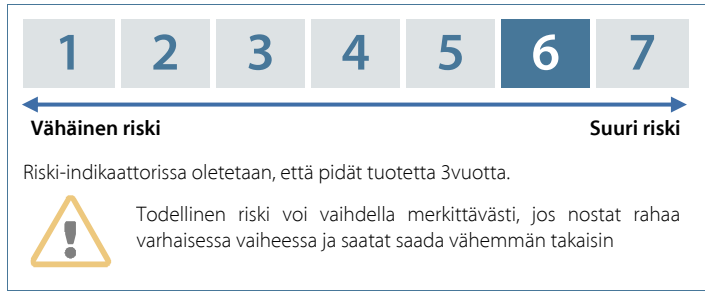 1 2 3 4 5 6 7
Vähäinen riski Suuri riski
Riski-indikaattorissa oletetaan, että pidät tuotetta 3vuotta.
Todellinen riski voi vaihdella merkittävästi, jos nostat rahaa
varhaisessa vaiheessa ja saatat saada vähemmän takaisin